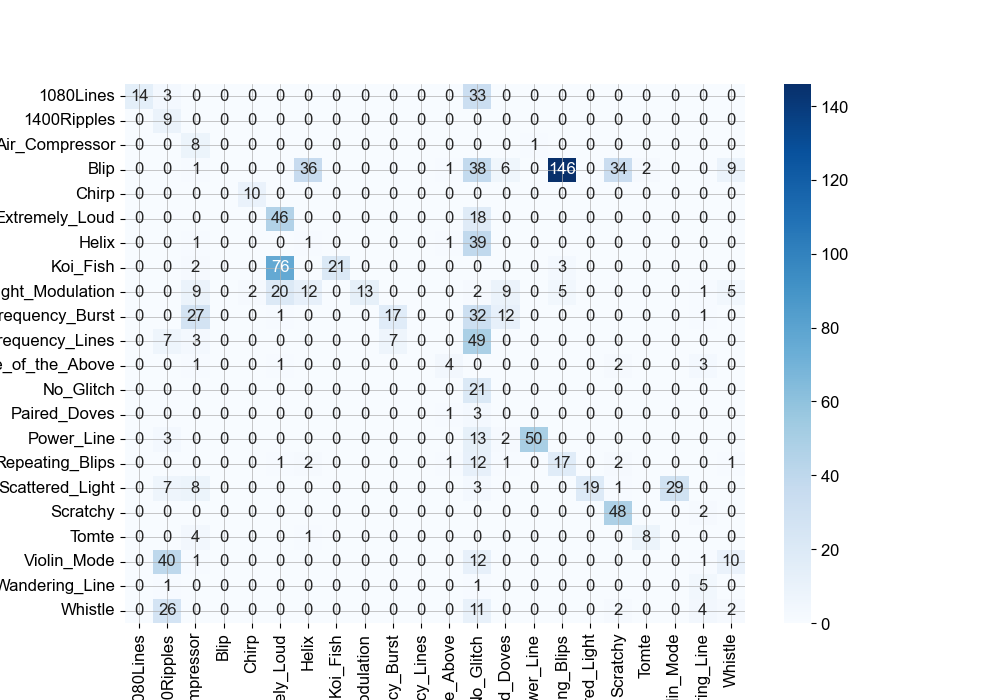 1080Lines 14 3 0 0 0 0 0 0 0 0 0 0 33 0 0 0 0 0 0 0 0 0
1400Ripples 0 9 0 0 0 0 0 0 0 0 0 0 0 0 0 0 0 0 0 0 0 0
Air_Compressor 0 0 8 0 0 0 0 0 0 0 0 0 0 0 1 0 0 0 0 0 0 0
Blip 0 0 1 0 0 0 36 0 0 0 0 1 38 6 0 146 0 34 2 0 0 9
Chirp 0 0 0 0 10 0 0 0 0 0 0 0 0 0 0 0 0 0 0 0 0 0
Extremely_Loud 0 0 0 0 0 46 0 0 0 0 0 0 18 0 0 0 0 0 0 0 0 0
Helix 0 0 1 0 0 0 1 0 0 0 0 1 39 0 0 0 0 0 0 0 0 0
Koi_Fish 0 0 2 0 0 76 0 21 0 0 0 0 0 0 0 3 0 0 0 0 0 0
ght_Modulation 0 0 9 0 2 20 12 0 13 0 0 0 2 9 0 5 0 0 0 0 1 5
requency_Burst 0 0 27 0 0 1 0 0 0 17 0 0 32 12 0 0 0 0 0 0 1 0
requency_Lines 0 7 3 0 0 0 0 0 0 7 0 0 49 0 0 0 0 0 0 0 0 0
e_of_the_Above 0 0 1 0 0 1 0 0 0 0 0 4 0 0 0 0 0 2 0 0 3 0
No_Glitch 0 0 0 0 0 0 0 0 0 0 0 0 21 0 0 0 0 0 0 0 0 0
Paired_Doves 0 0 0 0 0 0 0 0 0 0 0 1 3 0 0 0 0 0 0 0 0 0
Power_Line 0 3 0 0 0 0 0 0 0 0 0 0 13 2 50 0 0 0 0 0 0 0
Repeating_Blips 0 0 0 0 0 1 2 0 0 0 0 1 12 1 0 17 0 2 0 0 0 1
Scattered_Light 0 7 8 0 0 0 0 0 0 0 0 0 3 0 0 0 19 1 0 29 0 0
Scratchy 0 0 0 0 0 0 0 0 0 0 0 0 0 0 0 0 0 48 0 0 2 0
Tomte 0 0 4 0 0 0 1 0 0 0 0 0 0 0 0 0 0 0 8 0 0 0
Violin_Mode 0 40 1 0 0 0 0 0 0 0 0 0 12 0 0 0 0 0 0 0 1 10
Wandering_Line 0 1 0 0 0 0 0 0 0 0 0 0 1 0 0 0 0 0 0 0 5 0
Whistle 0 26 0 0 0 0 0 0 0 0 0 0 11 0 0 0 0 2 0 0 4 2
080Lines
0Ripples
mpressor
Blip
Chirp
ely_Loud
Helix
Koi_Fish
odulation
cy_Burst
cy_Lines
e_Above
No_Glitch
d_Doves
wer_Line
ng_Blips
red_Light
Scratchy
Tomte
in_Mode
ring_Line
Whistle
140
120
100
80
60
40
20
0